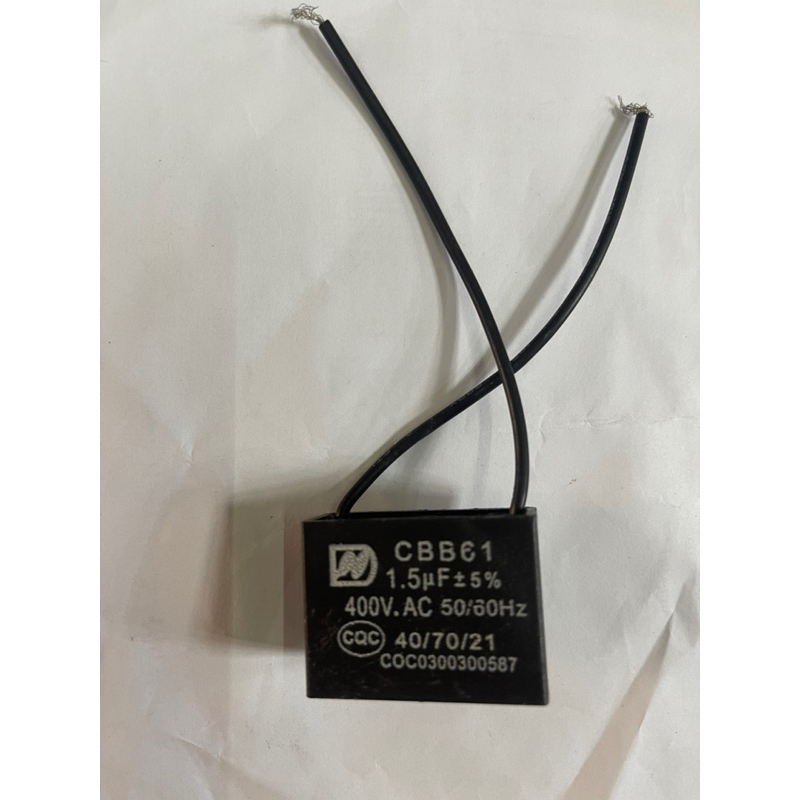 CBB61
1.5µF±5%
400V.AC 50/60Hz
CQC 40/70/21
COC0300300587